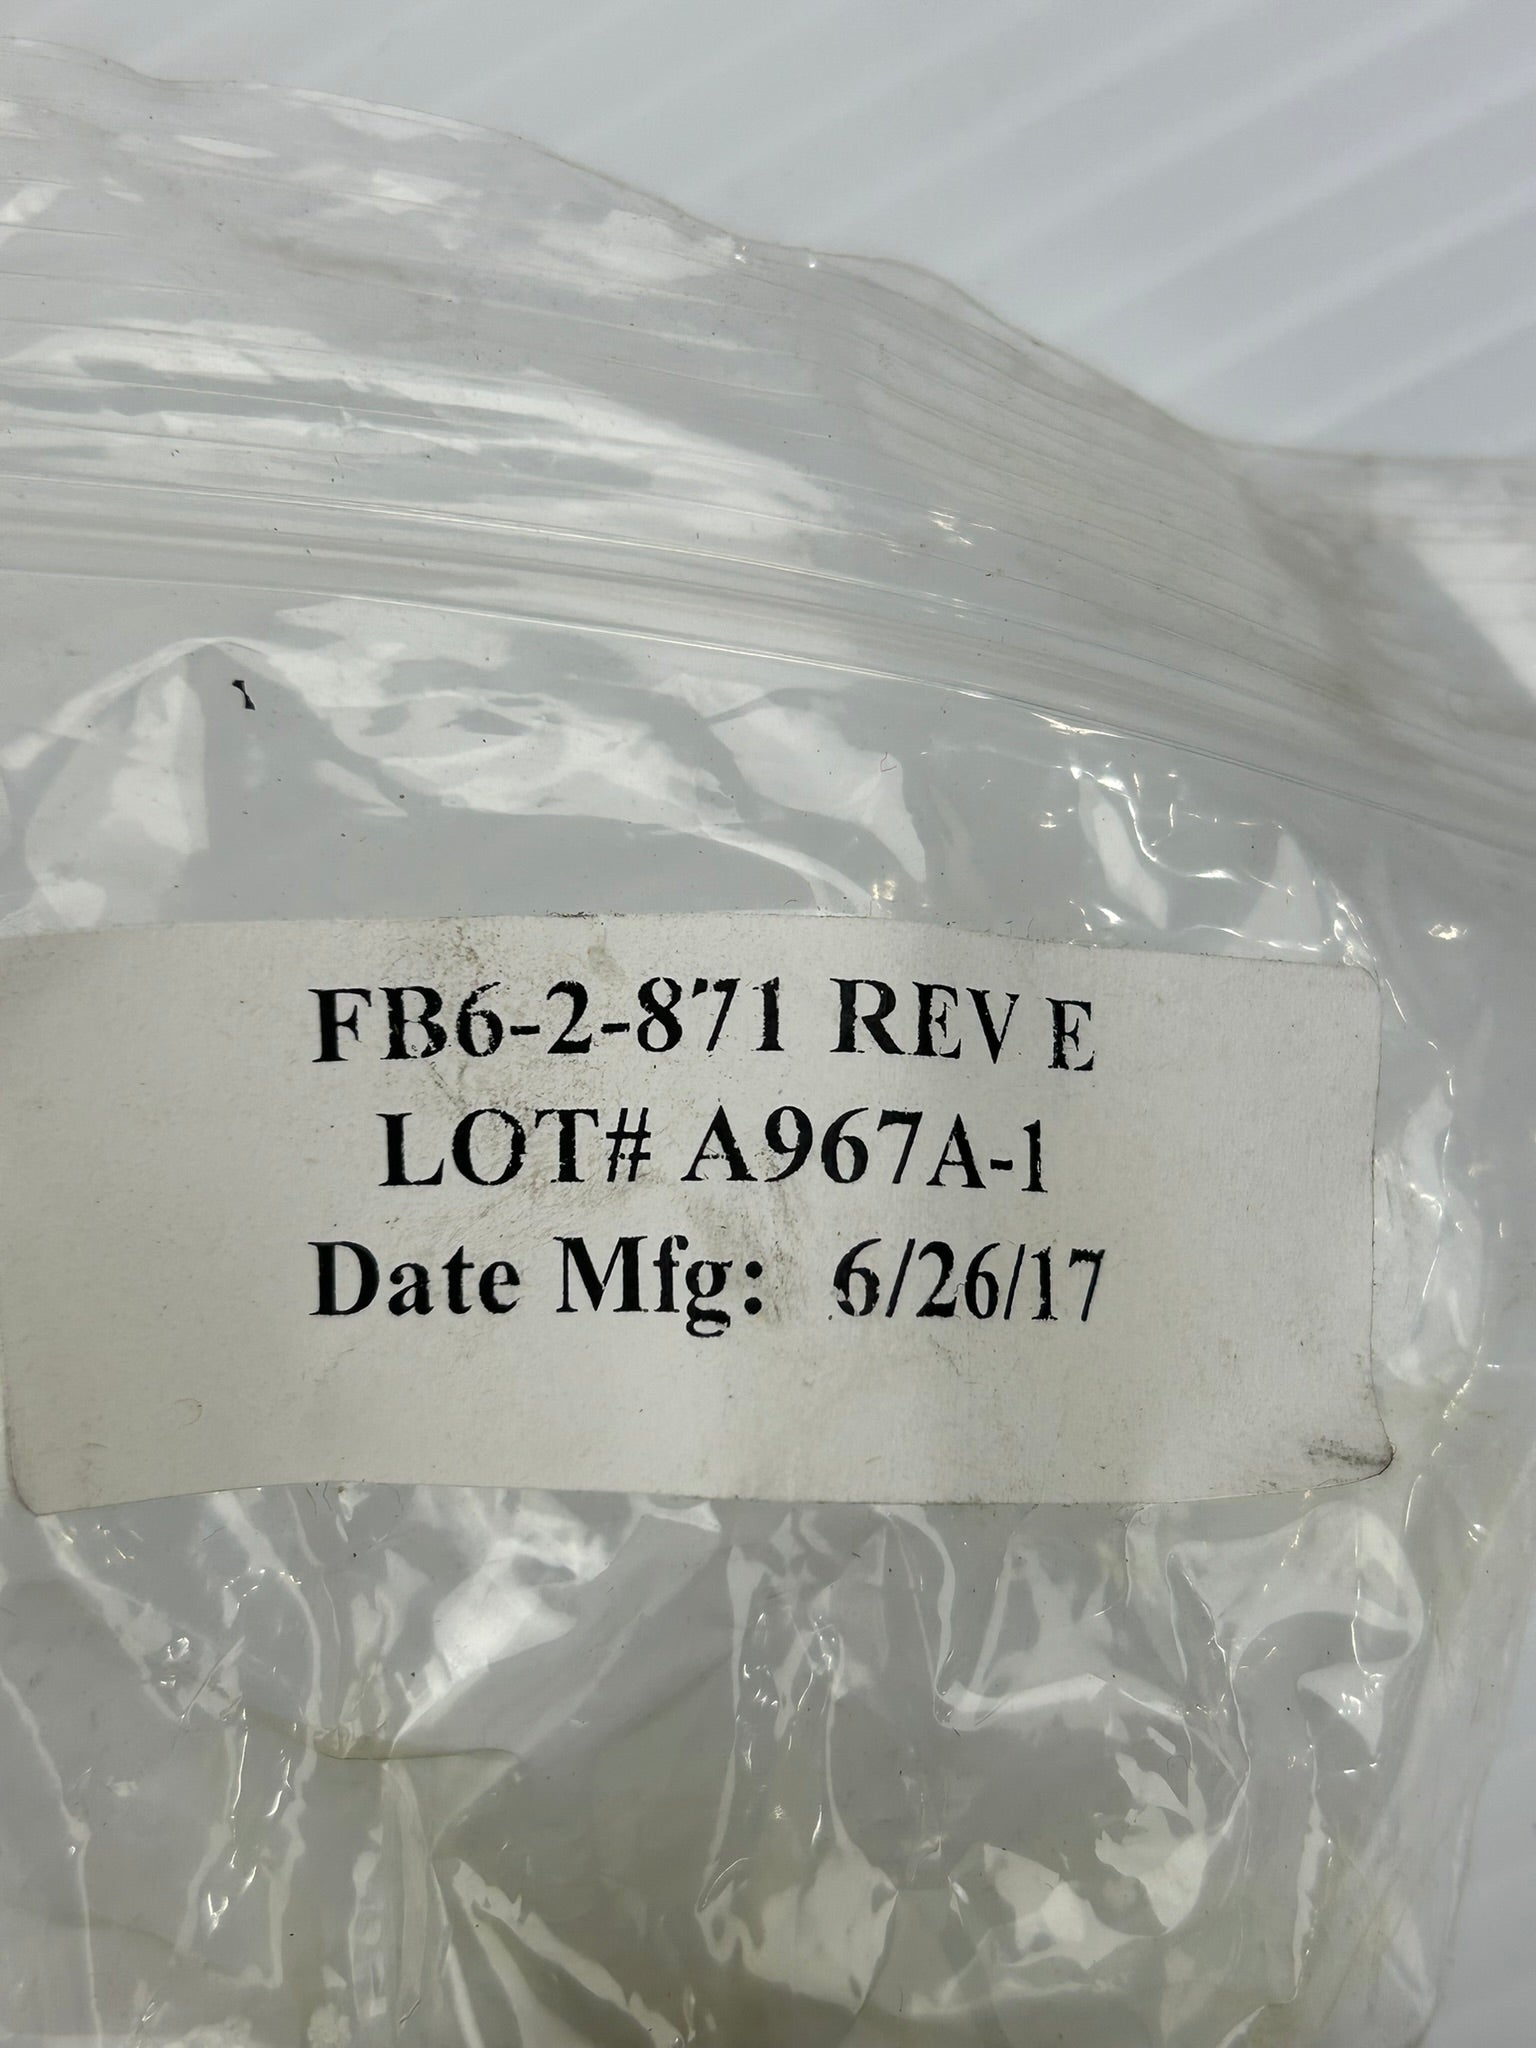 FB6-2-871 REV E
LOT# A967A-1
Date Mfg: 6/26/17